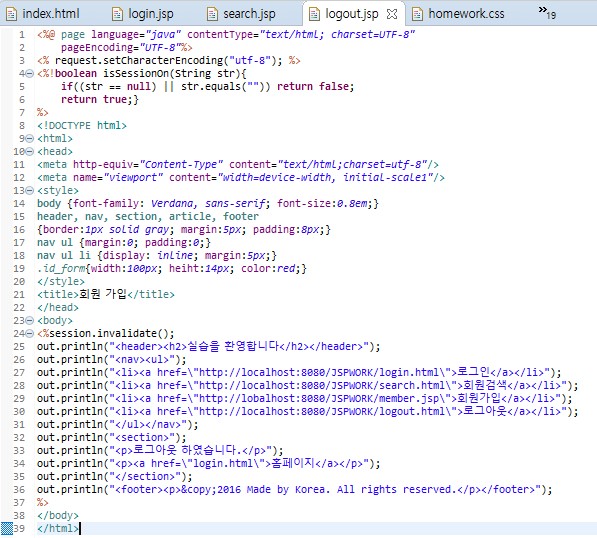 index.html login.jsp search.jsp logout.jsp homework.css 19
1 <%@ page language="java" contentType="text/html; charset=UTF-8"
2 pageEncoding="UTF-8"%>
3 <% request.setCharacterEncoding("utf-8"); %>
4 <%!boolean isSessionOn(String str){
5 if((str == null) || str.equals("")) return false;
6 return true;}
7 %>
8 <!DOCTYPE html>
9 <html>
10 <head>
11 <meta http-equiv="Content-Type" content="text/html;charset=utf-8"/>
12 <meta name="viewport" content="width=device-width, initial-scale1"/>
13 <style>
14 body {font-family: Verdana, sans-serif; font-size:0.8em;}
15 header, nav, section, article, footer
16 {border:1px solid gray; margin:5px; padding:8px;}
17 nav ul {margin:0; padding:0;}
18 nav ul li {display: inline; margin:5px;}
19 .id_form{width:100px; heiht:14px; color:red;}
20 </style>
21 <title>회원 가입</title>
22 </head>
23 <body>
24 <%session.invalidate();
25 out.println("<header><h2>실습을 환영합니다</h2></header>");
26 out.println("<nav><ul>");
27 out.println("<li><a href=\"http://localhost:8080/JSPWORK/login.html\">로그인</a></li>");
28 out.println("<li><a href=\"http://localhost:8080/JSPWORK/search.html\">회원검색</a></li>");
29 out.println("<li><a href=\"http://lobalhost:8080/JSPWORK/member.jsp\">회원가입</a></li>");
30 out.println("<li><a href=\"http://localhost:8080/JSPWORK/logout.html\">로그아웃</a></li>");
31 out.println("</ul></nav>");
32 out.println("<section>");
33 out.println("<p>로그아웃 하였습니다.</p>");
34 out.println("<p><a href=\"login.html\">홈페이지</a></p>");
35 out.println("</section>");
36 out.println("<footer><p>&copy;2016 Made by Korea. All rights reserved.</p></footer>");
37 %>
38 </body>
39 </html>